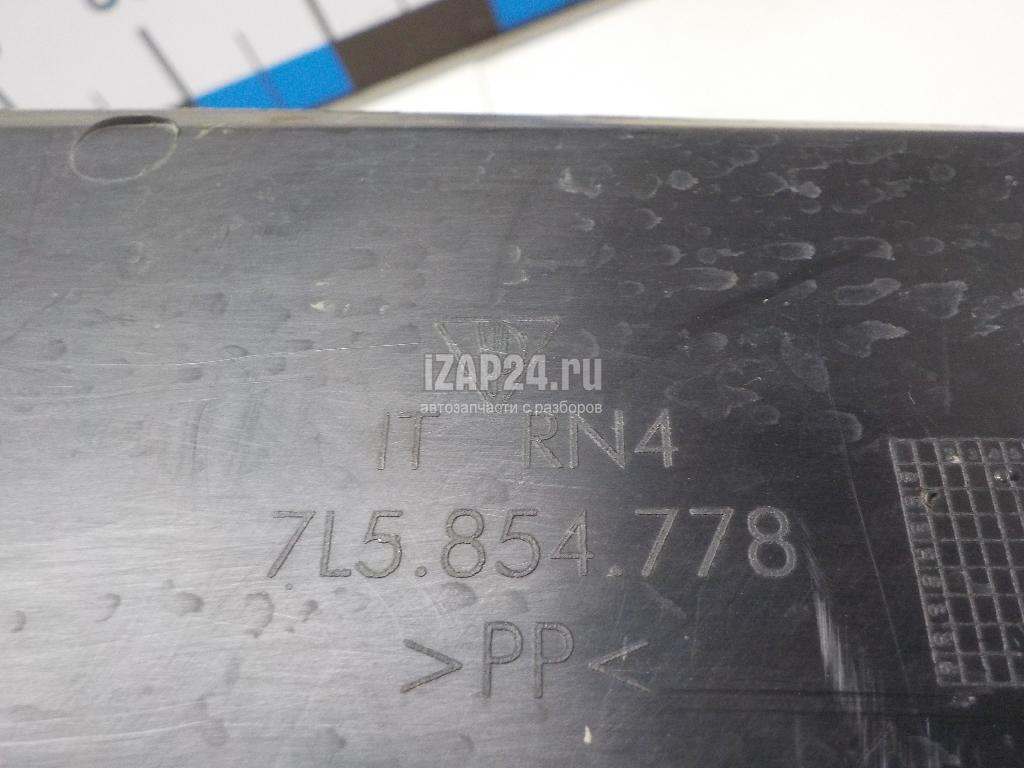 iZAP24.ru
автозапчасти с разборов
IT RN4
7L5.854.778
>PP<